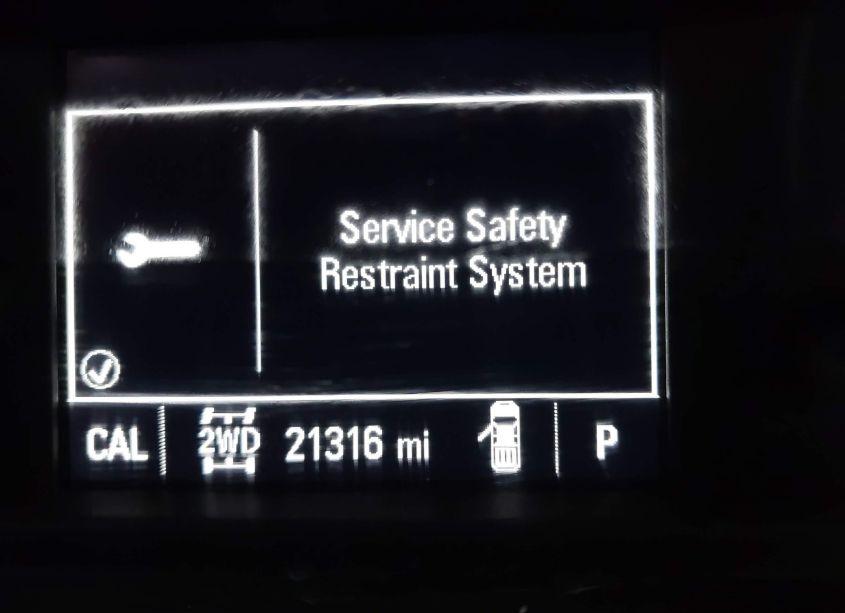 Service Safety
Restraint System
CAL 2WD 21316 mi P